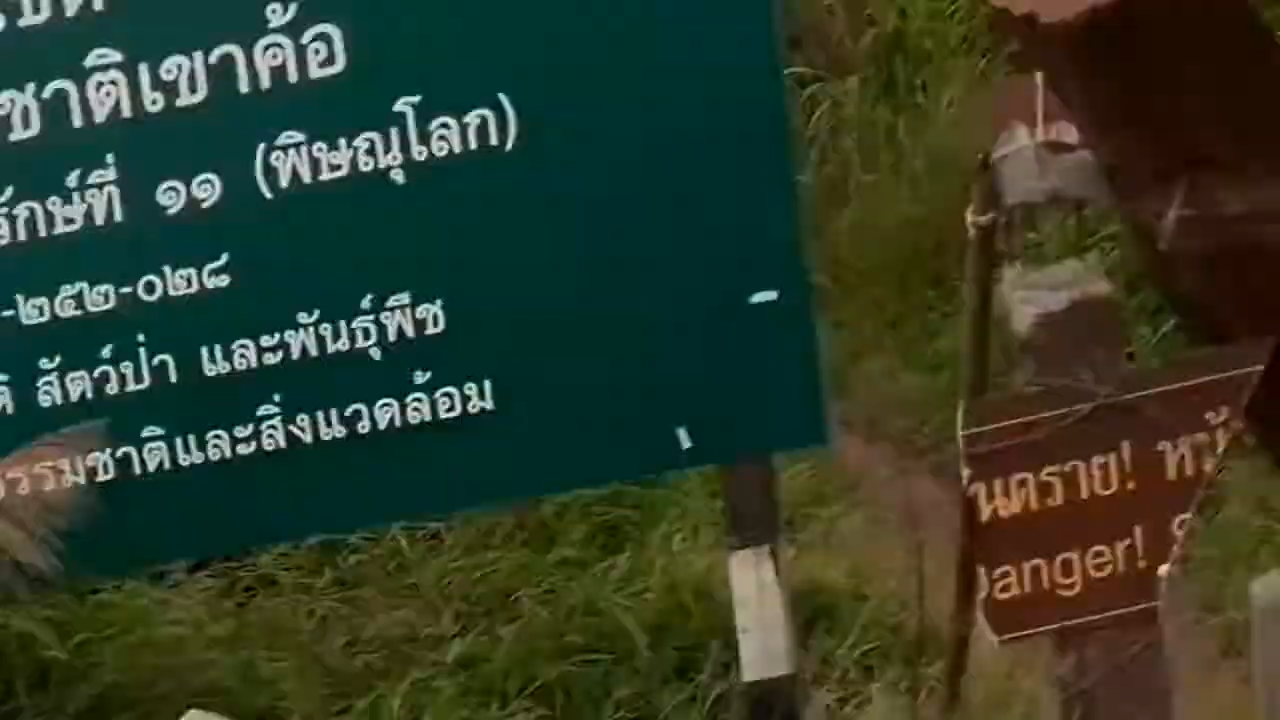 ชาติเขาค้อ
รักษ์ที่ ๑๑ (พิษณุโลก)
-๒๕๒-๐๒๘
สัตว์ป่า และพันธุ์พืช
ธรรมชาติและสิ่งแวดล้อม
อันตราย!
Danger!